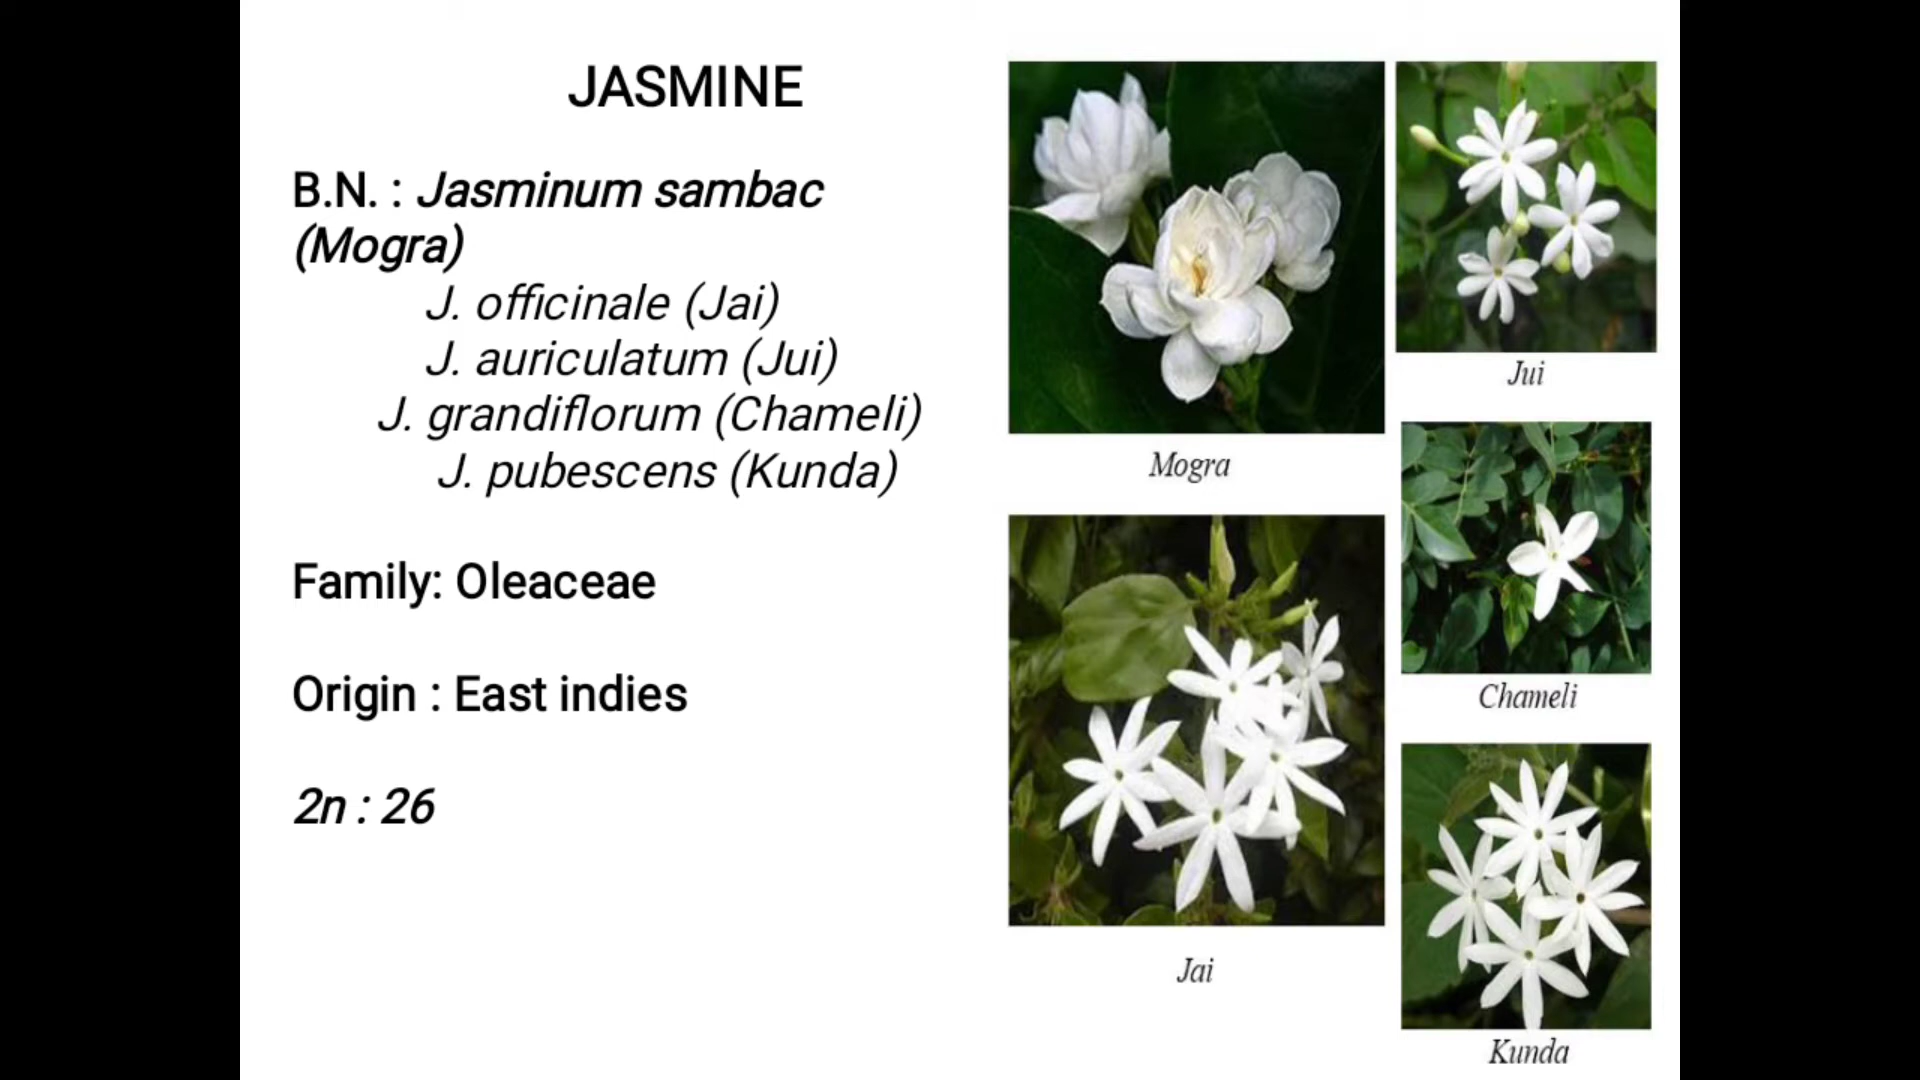 JASMINE
B.N. : Jasminum sambac
(Mogra)
J. officinale (Jai)
J. auriculatum (Jui)
J. grandiflorum (Chameli)
J. pubescens (Kunda)
Family: Oleaceae
Origin : East indies
2n : 26
Mogra
Jui
Chameli
Jai
Kunda